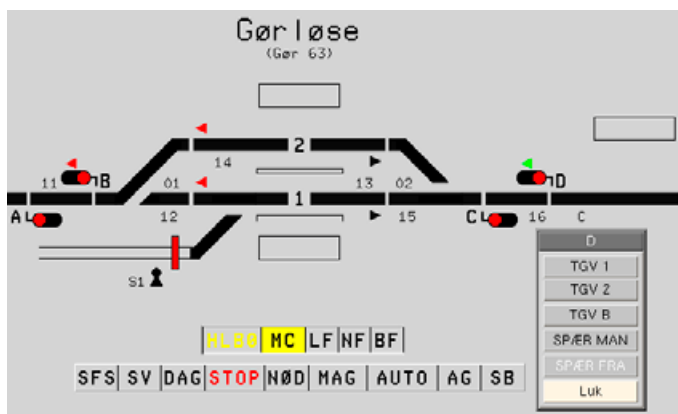 Gørløse
(Gør 63)
2
14
11 B 01 1 13 02 D
A 12 15 C 16 C
S1
D
TGV 1
TGV 2
TGV B
SPÆR MAN
SPÆR FRA
Luk
HLBØ MC LF NF BF
SFS SV DAG STOP NØD MAG AUTO AG SB